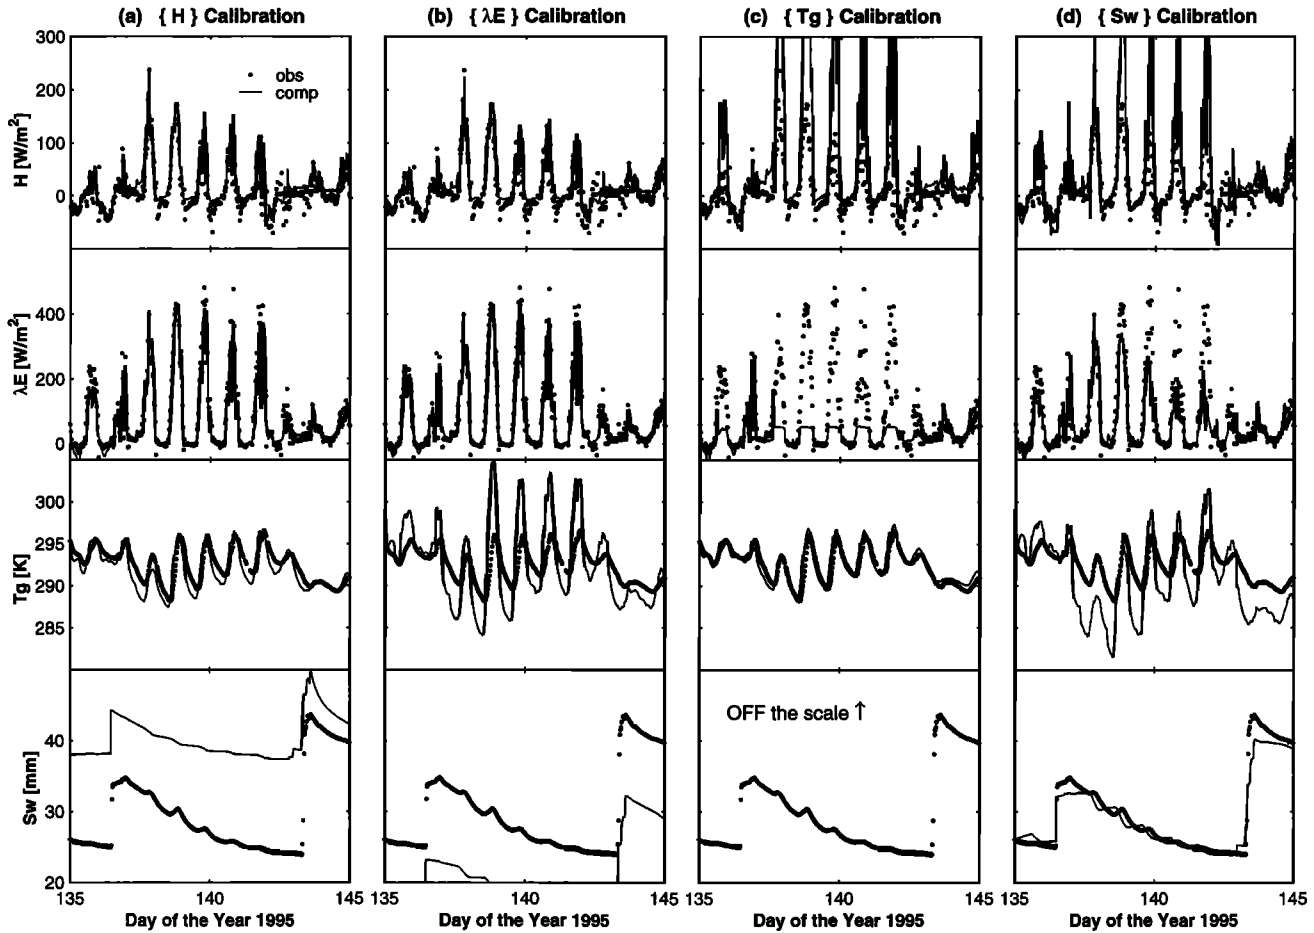 (a) { H } Calibration
(b) { λE } Calibration
(c) { Tg } Calibration
(d) { Sw } Calibration
300
200
100
0
H [W/m²]
obs
comp
400
200
0
λE [W/m²]
300
295
290
285
Tg [K]
OFF the scale ↑
40
30
20
Sw [mm]
135 140 145
135 140 145
135 140 145
135 140 145
Day of the Year 1995
Day of the Year 1995
Day of the Year 1995
Day of the Year 1995